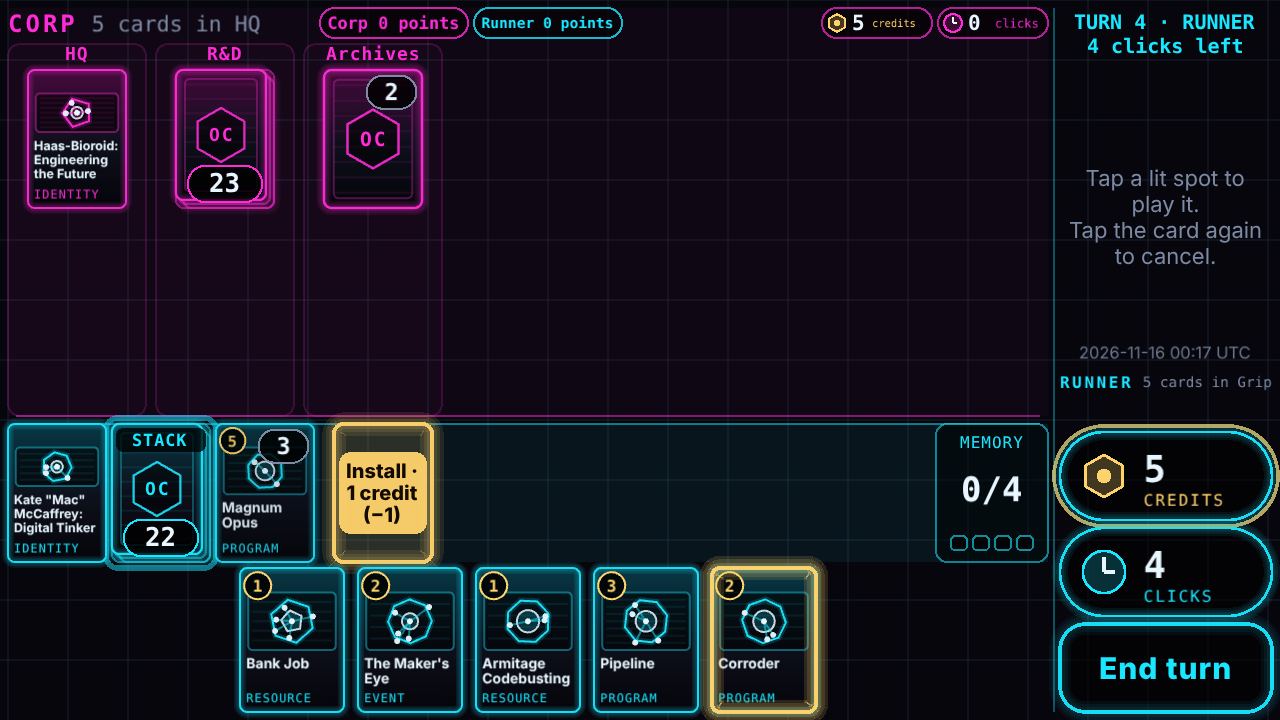 CORP 5 cards in HQ
Corp 0 points
Runner 0 points
5 credits
0 clicks
TURN 4 · RUNNER
4 clicks left
HQ
R&D
Archives
Haas-Bioroid:
Engineering
the Future
IDENTITY
OC
23
2
OC
Tap a lit spot to
play it.
Tap the card again
to cancel.
2026-11-16 00:17 UTC
RUNNER 5 cards in Grip
Kate "Mac"
McCaffrey:
Digital Tinker
IDENTITY
STACK
OC
22
5
3
Magnum
Opus
PROGRAM
Install ·
1 credit
(−1)
MEMORY
0/4
5
CREDITS
4
CLICKS
End turn
1
Bank Job
RESOURCE
2
The Maker's
Eye
EVENT
1
Armitage
Codebusting
RESOURCE
3
Pipeline
PROGRAM
2
Corroder
PROGRAM